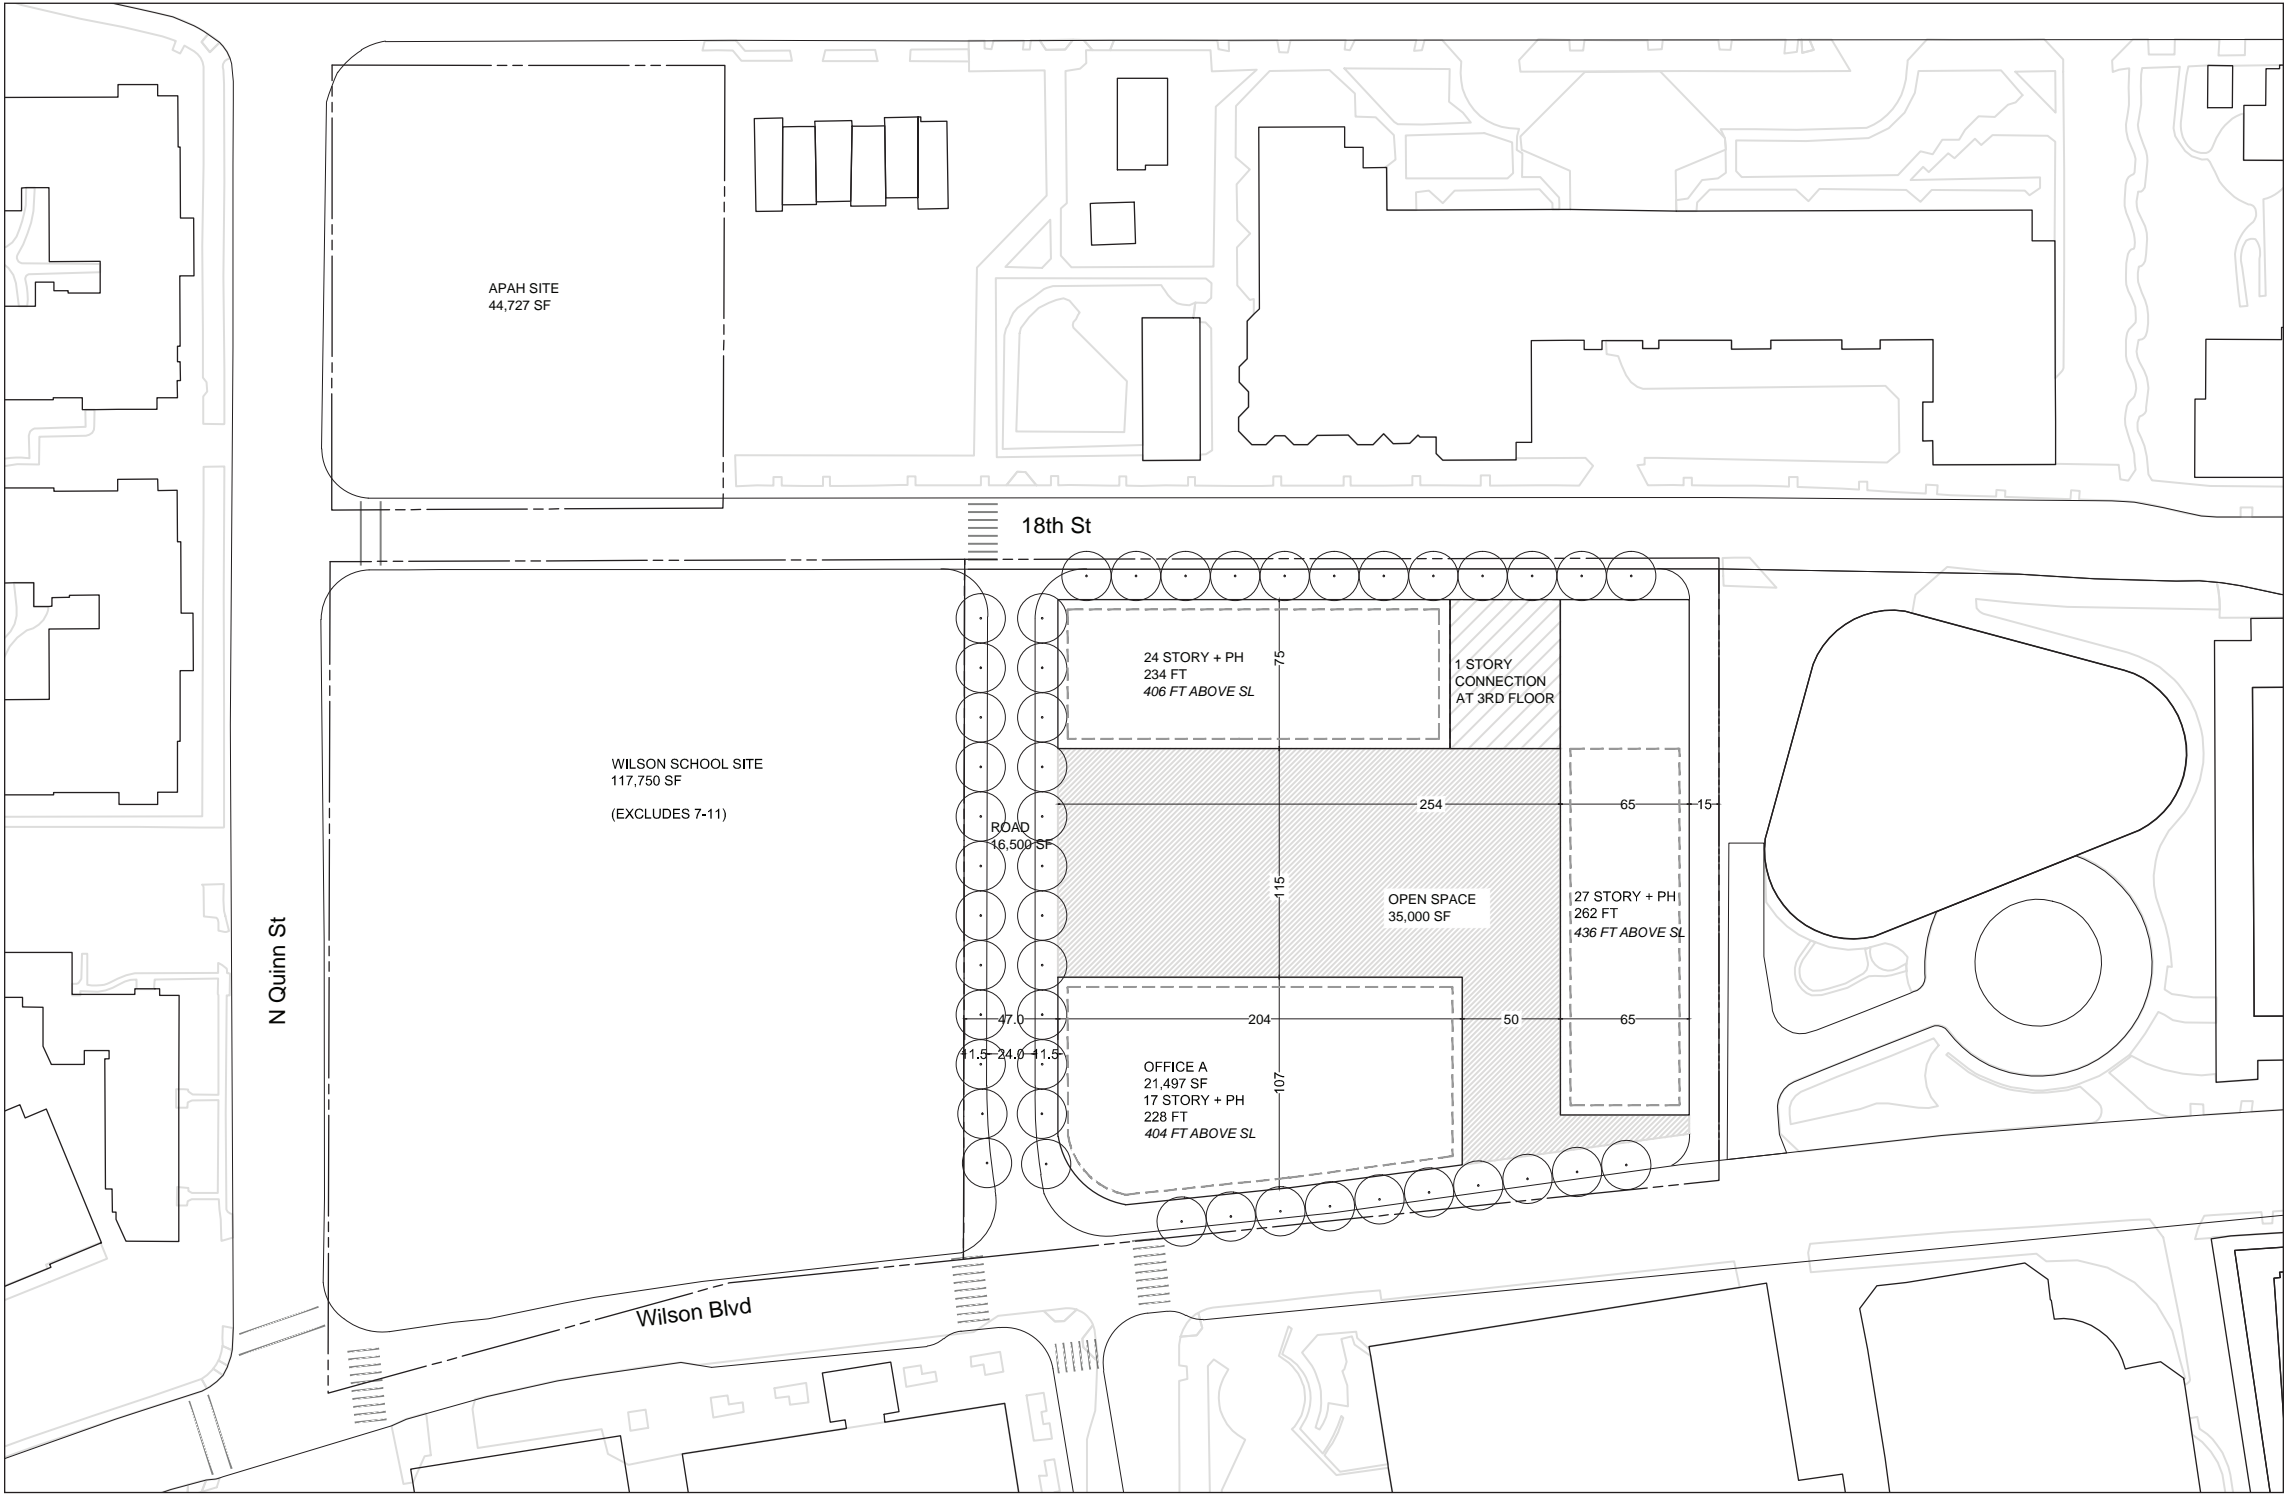 APAH SITE
44,727 SF
18th St
24 STORY + PH
234 FT
406 FT ABOVE SL
75
1 STORY
CONNECTION
AT 3RD FLOOR
WILSON SCHOOL SITE
117,750 SF
(EXCLUDES 7-11)
ROAD
16,500 SF
254
65
15
115
OPEN SPACE
35,000 SF
27 STORY + PH
262 FT
436 FT ABOVE SL
N Quinn St
47.0
204
50
65
11.5
24.0
11.5
OFFICE A
21,497 SF
17 STORY + PH
228 FT
404 FT ABOVE SL
107
Wilson Blvd